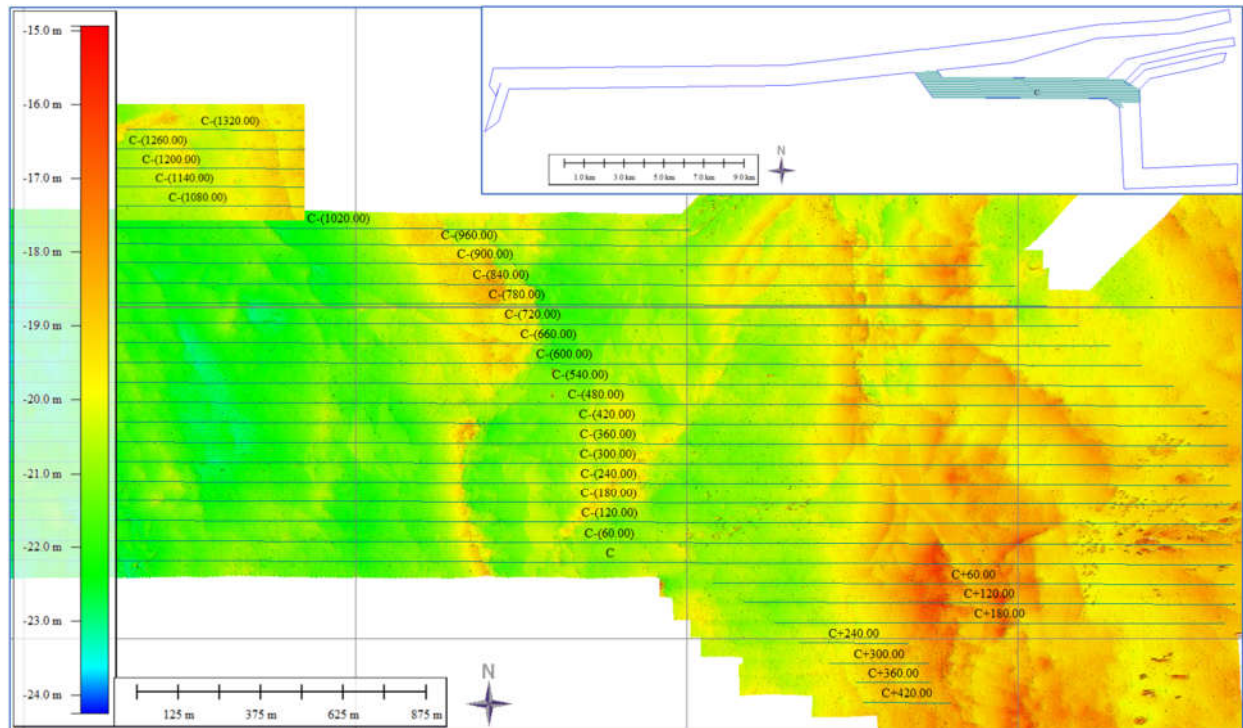 -15.0 m
-16.0 m
-17.0 m
-18.0 m
-19.0 m
-20.0 m
-21.0 m
-22.0 m
-23.0 m
-24.0 m
C
N
1.0 km 3.0 km 5.0 km 7.0 km 9.0 km
C-(1320.00)
C-(1260.00)
C-(1200.00)
C-(1140.00)
C-(1080.00)
C-(1020.00)
C-(960.00)
C-(900.00)
C-(840.00)
C-(780.00)
C-(720.00)
C-(660.00)
C-(600.00)
C-(540.00)
C-(480.00)
C-(420.00)
C-(360.00)
C-(300.00)
C-(240.00)
C-(180.00)
C-(120.00)
C-(60.00)
C
C+60.00
C+120.00
C+180.00
C+240.00
C+300.00
C+360.00
C+420.00
N
125 m 375 m 625 m 875 m